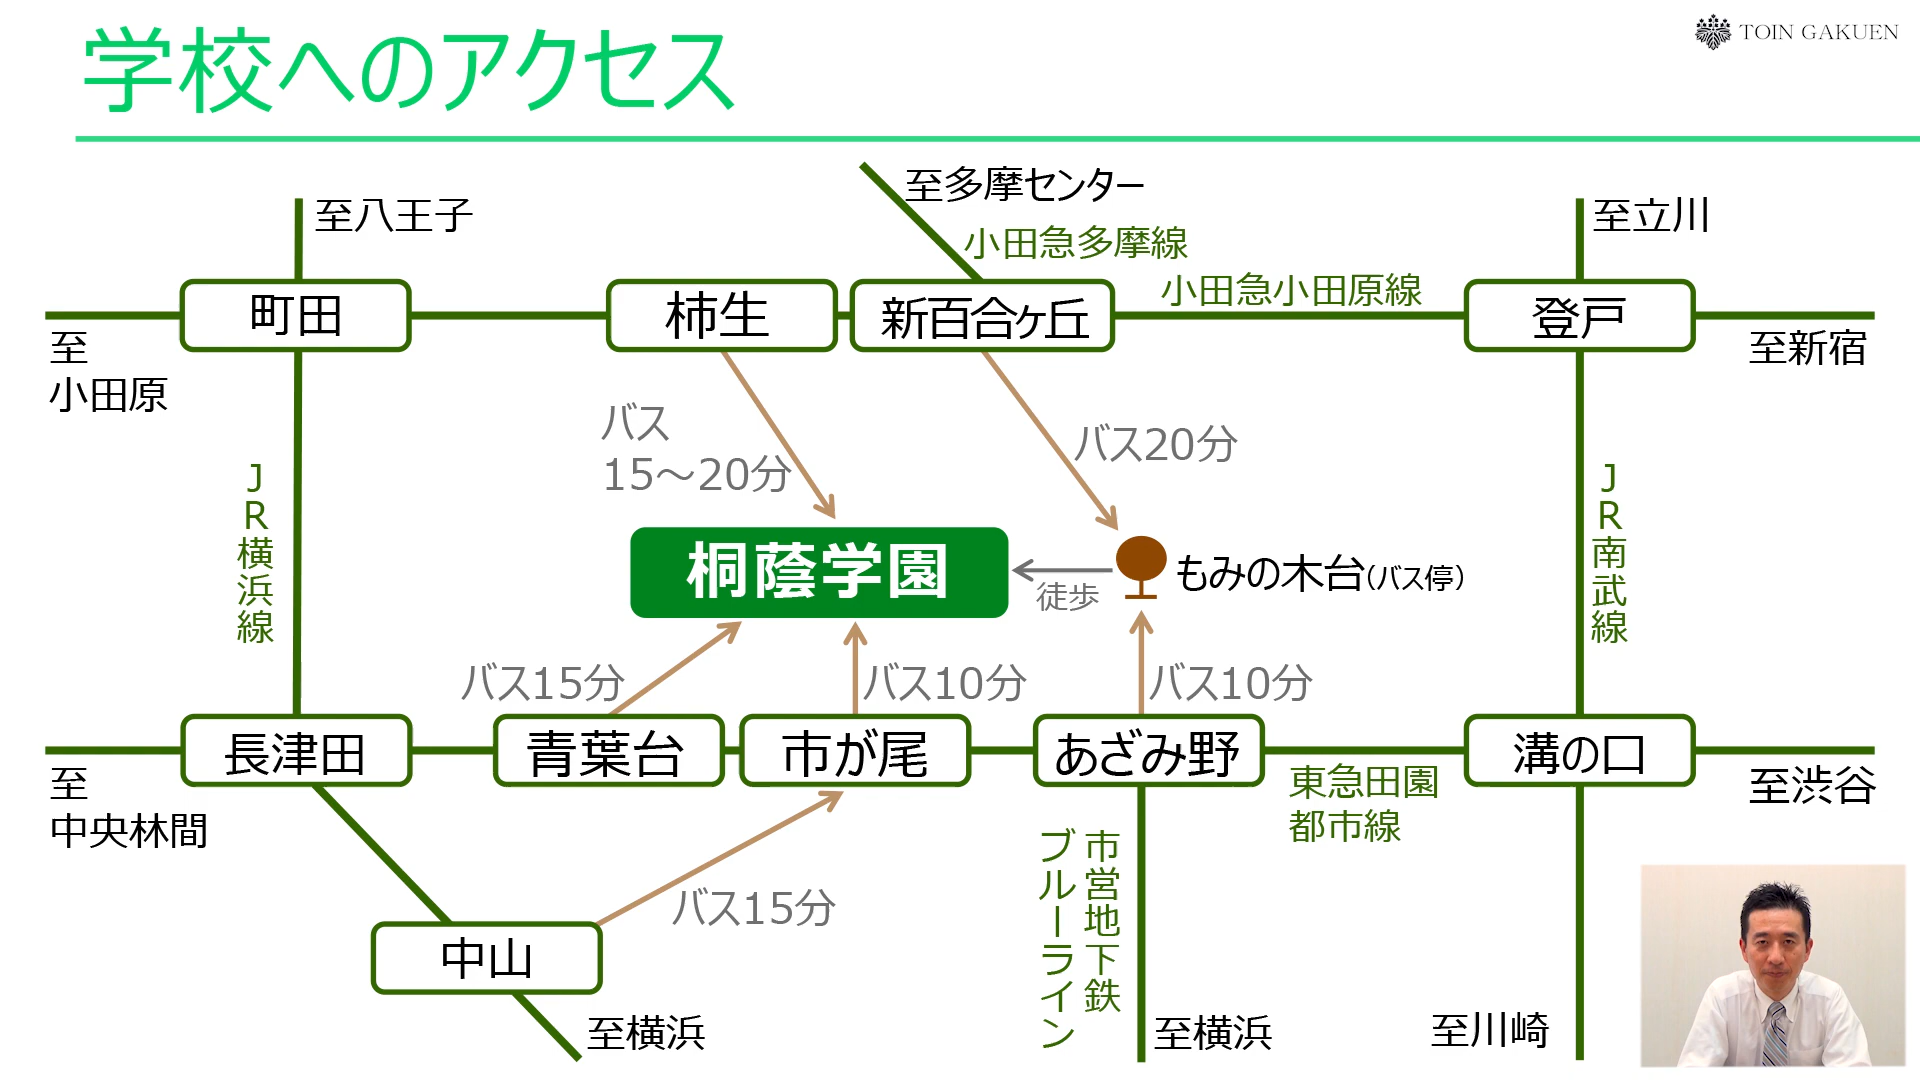 学校へのアクセス
TOIN GAKUEN
至八王子
至多摩センター
小田急多摩線
至立川
小田急小田原線
町田
柿生
新百合ヶ丘
登戸
至
小田原
至新宿
バス
15～20分
バス20分
JR横浜線
JR南武線
桐蔭学園
徒歩
もみの木台(バス停)
バス15分
バス10分
バス10分
長津田
青葉台
市が尾
あざみ野
溝の口
至
中央林間
東急田園
都市線
至渋谷
バス15分
市営地下鉄
ブルーライン
中山
至横浜
至横浜
至川崎